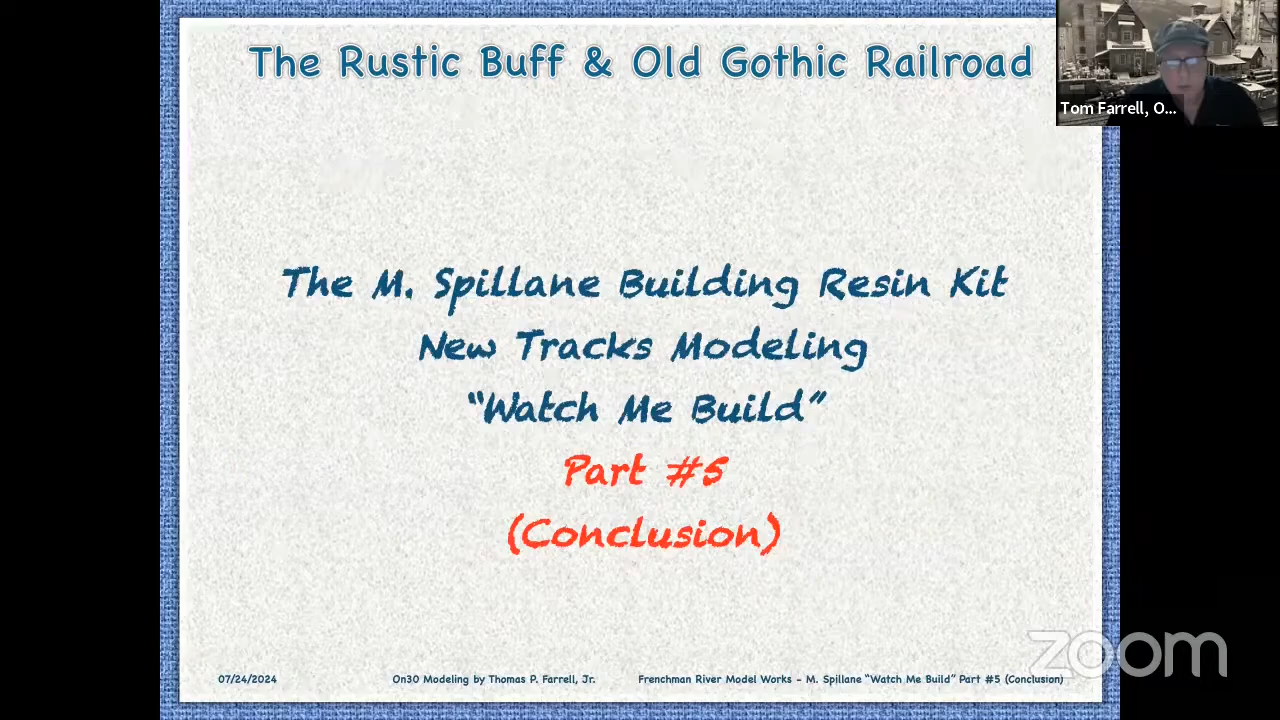 The Rustic Buff & Old Gothic Railroad
Tom Farrell, O...
The M. Spillane Building Resin Kit
New Tracks Modeling
“Watch Me Build”
Part #5
(Conclusion)
zoom
07/24/2024 On30 Modeling by Thomas P. Farrell, Jr. Frenchman River Model Works - M. Spillane “Watch Me Build” Part #5 (Conclusion)